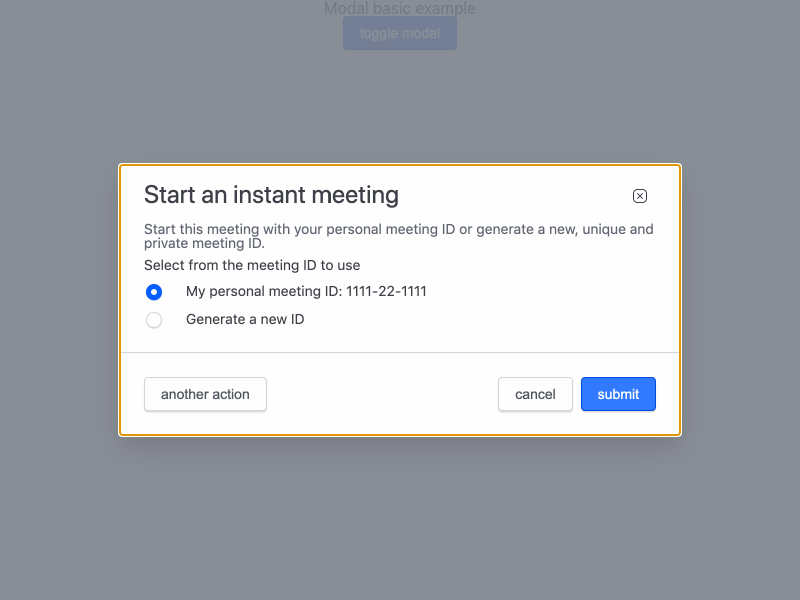 Modal basic example
toggle modal
Start an instant meeting
Start this meeting with your personal meeting ID or generate a new, unique and
private meeting ID.
Select from the meeting ID to use
My personal meeting ID: 1111-22-1111
Generate a new ID
another action
cancel
submit